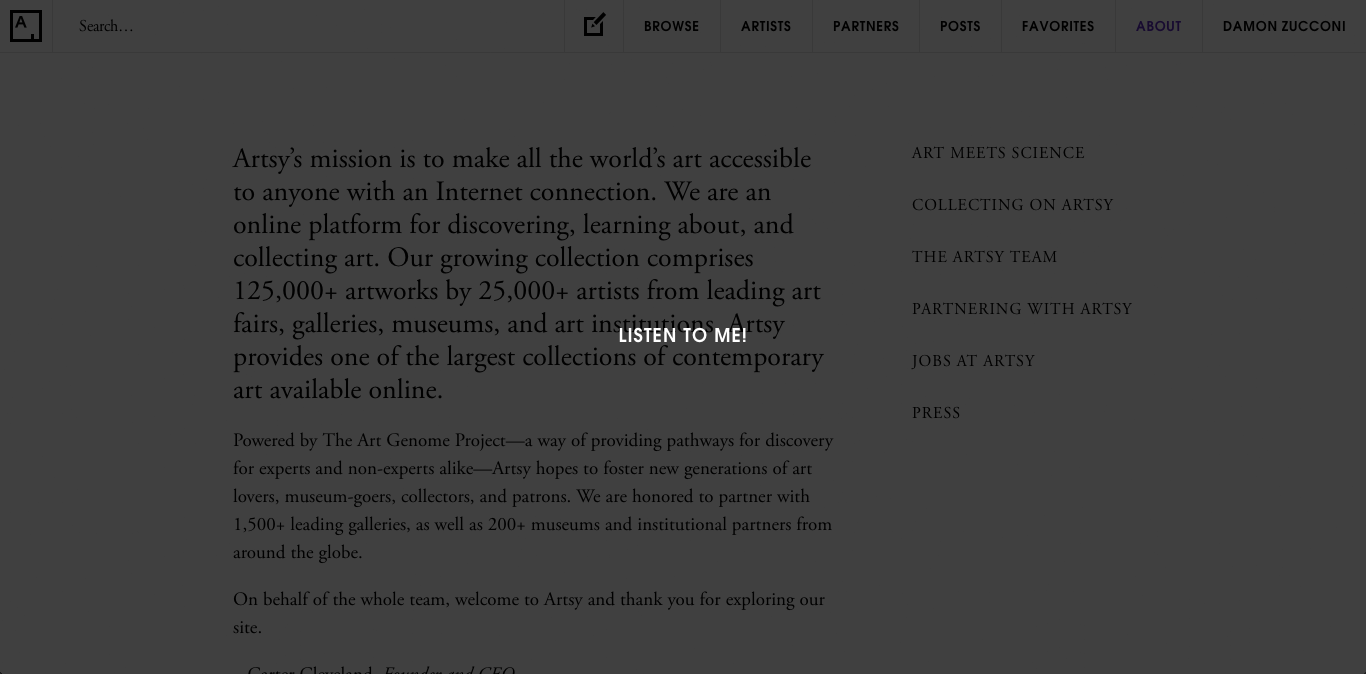 A
Search…
BROWSE
ARTISTS
PARTNERS
POSTS
FAVORITES
ABOUT
DAMON ZUCCONI
Artsy’s mission is to make all the world’s art accessible
to anyone with an Internet connection. We are an
online platform for discovering, learning about, and
collecting art. Our growing collection comprises
125,000+ artworks by 25,000+ artists from leading art
fairs, galleries, museums, and art institutions. Artsy
provides one of the largest collections of contemporary
art available online.
LISTEN TO ME!
Powered by The Art Genome Project—a way of providing pathways for discovery
for experts and non-experts alike—Artsy hopes to foster new generations of art
lovers, museum-goers, collectors, and patrons. We are honored to partner with
1,500+ leading galleries, as well as 200+ museums and institutional partners from
around the globe.
On behalf of the whole team, welcome to Artsy and thank you for exploring our
site.
– Carter Cleveland, Founder and CEO
ART MEETS SCIENCE
COLLECTING ON ARTSY
THE ARTSY TEAM
PARTNERING WITH ARTSY
JOBS AT ARTSY
PRESS